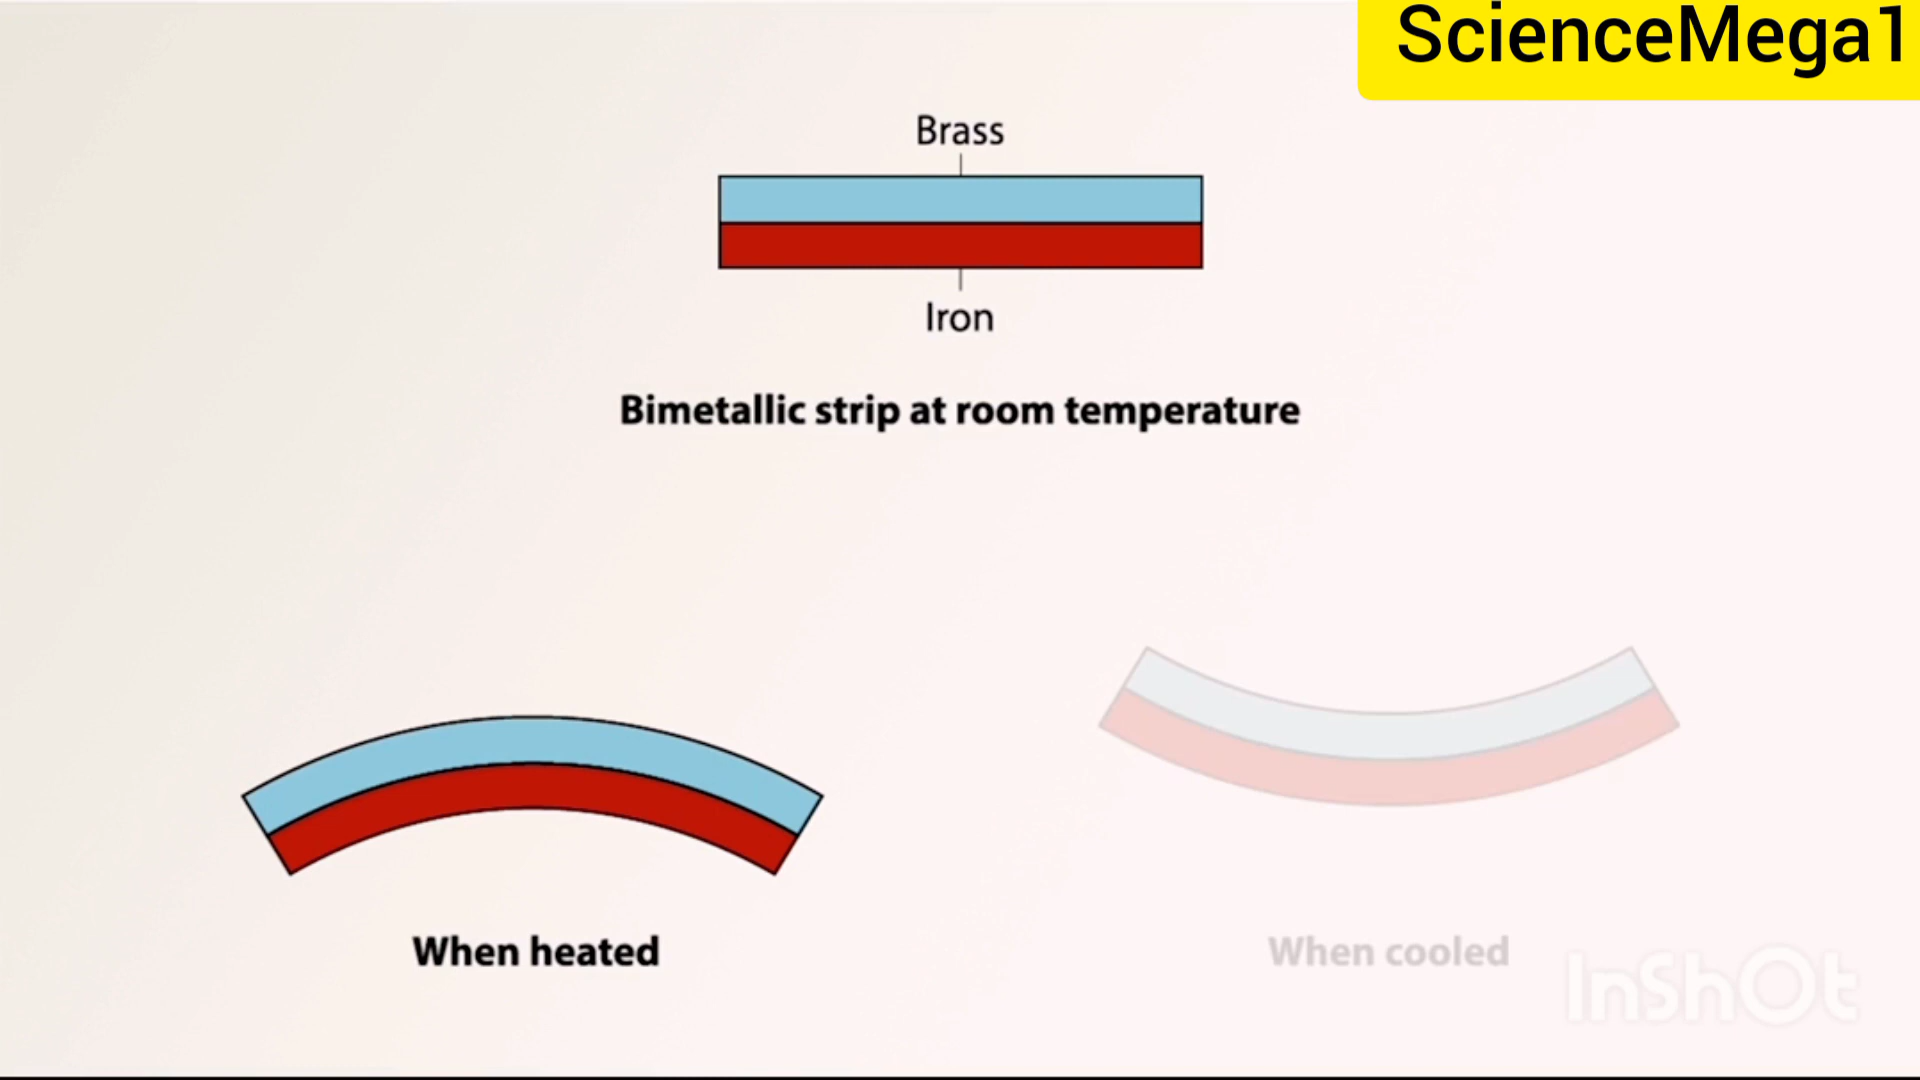 ScienceMega1
Brass
Iron
Bimetallic strip at room temperature
When heated
When cooled
InShOt